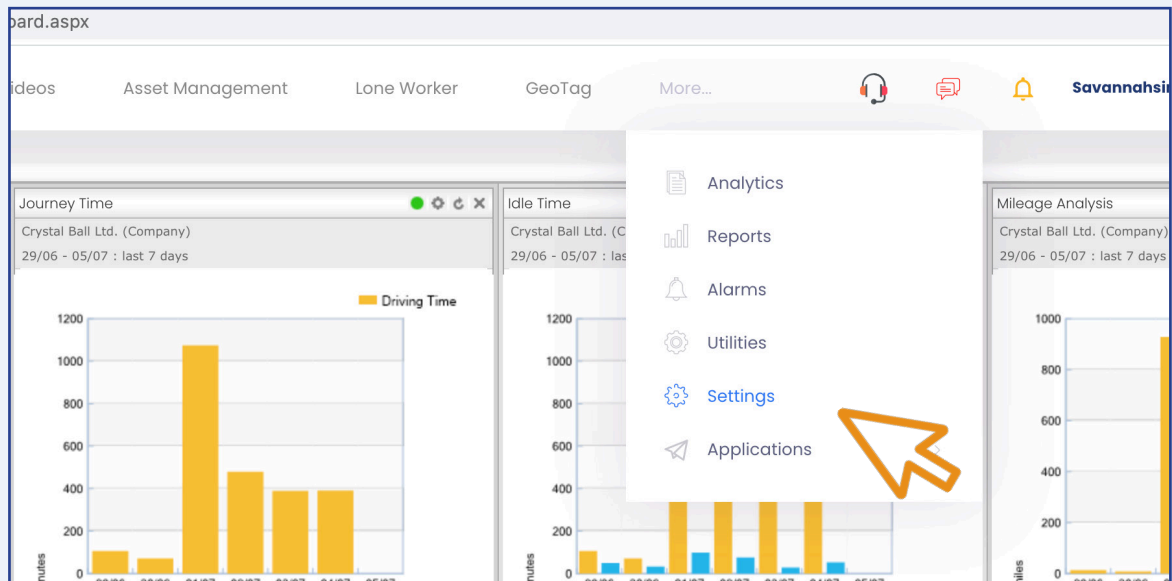 oard.aspx
ideos Asset Management Lone Worker GeoTag More... Savannahsi
Analytics
Reports
Alarms
Utilities
Settings
Applications
Journey Time
Crystal Ball Ltd. (Company)
29/06 - 05/07 : last 7 days
Driving Time
1200
1000
800
600
400
200
0
nutes
Idle Time
Crystal Ball Ltd. (C
29/06 - 05/07 : las
1200
1000
800
600
400
200
0
nutes
Mileage Analysis
Crystal Ball Ltd. (Company)
29/06 - 05/07 : last 7 days
1000
800
600
400
200
0
miles